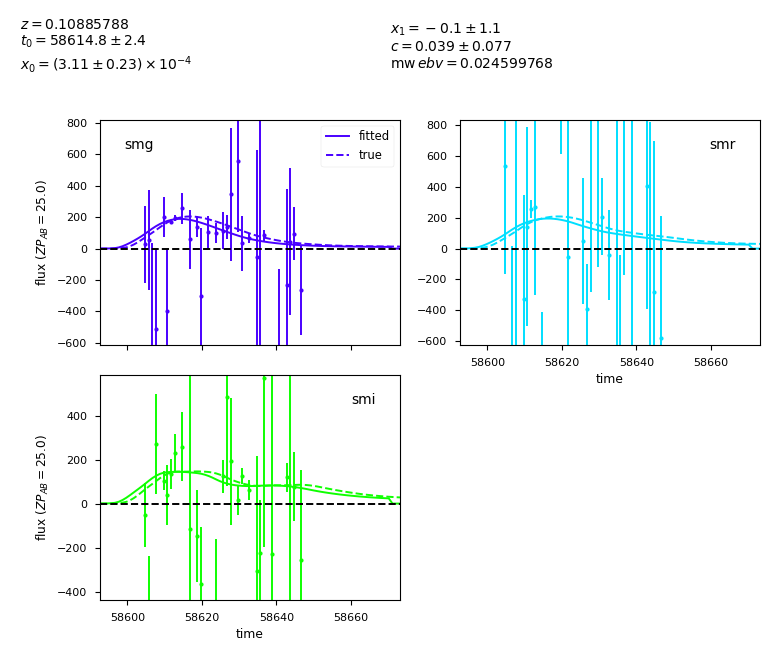 z = 0.10885788
t₀ = 58614.8 ± 2.4
x₀ = (3.11 ± 0.23) × 10⁻⁴
x₁ = −0.1 ± 1.1
c = 0.039 ± 0.077
mw ebv = 0.024599768
smg
fitted
true
800
600
400
200
0
−200
−400
−600
flux (ZP_AB = 25.0)
smr
800
600
400
200
0
−200
−400
−600
58600 58620 58640 58660
time
smi
400
200
0
−200
−400
flux (ZP_AB = 25.0)
58600 58620 58640 58660
time